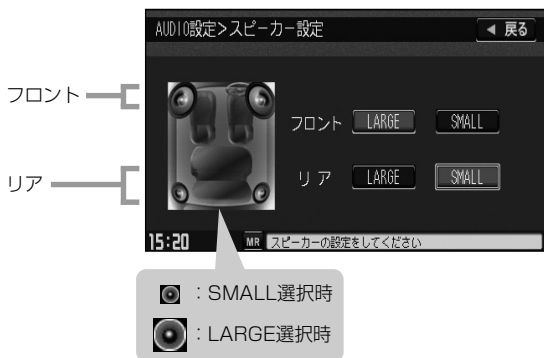 AUDIO設定>スピーカー設定
◀ 戻る
フロント
フロント LARGE SMALL
リア
リ ア LARGE SMALL
15:20 MR スピーカーの設定をしてください
:SMALL選択時
:LARGE選択時